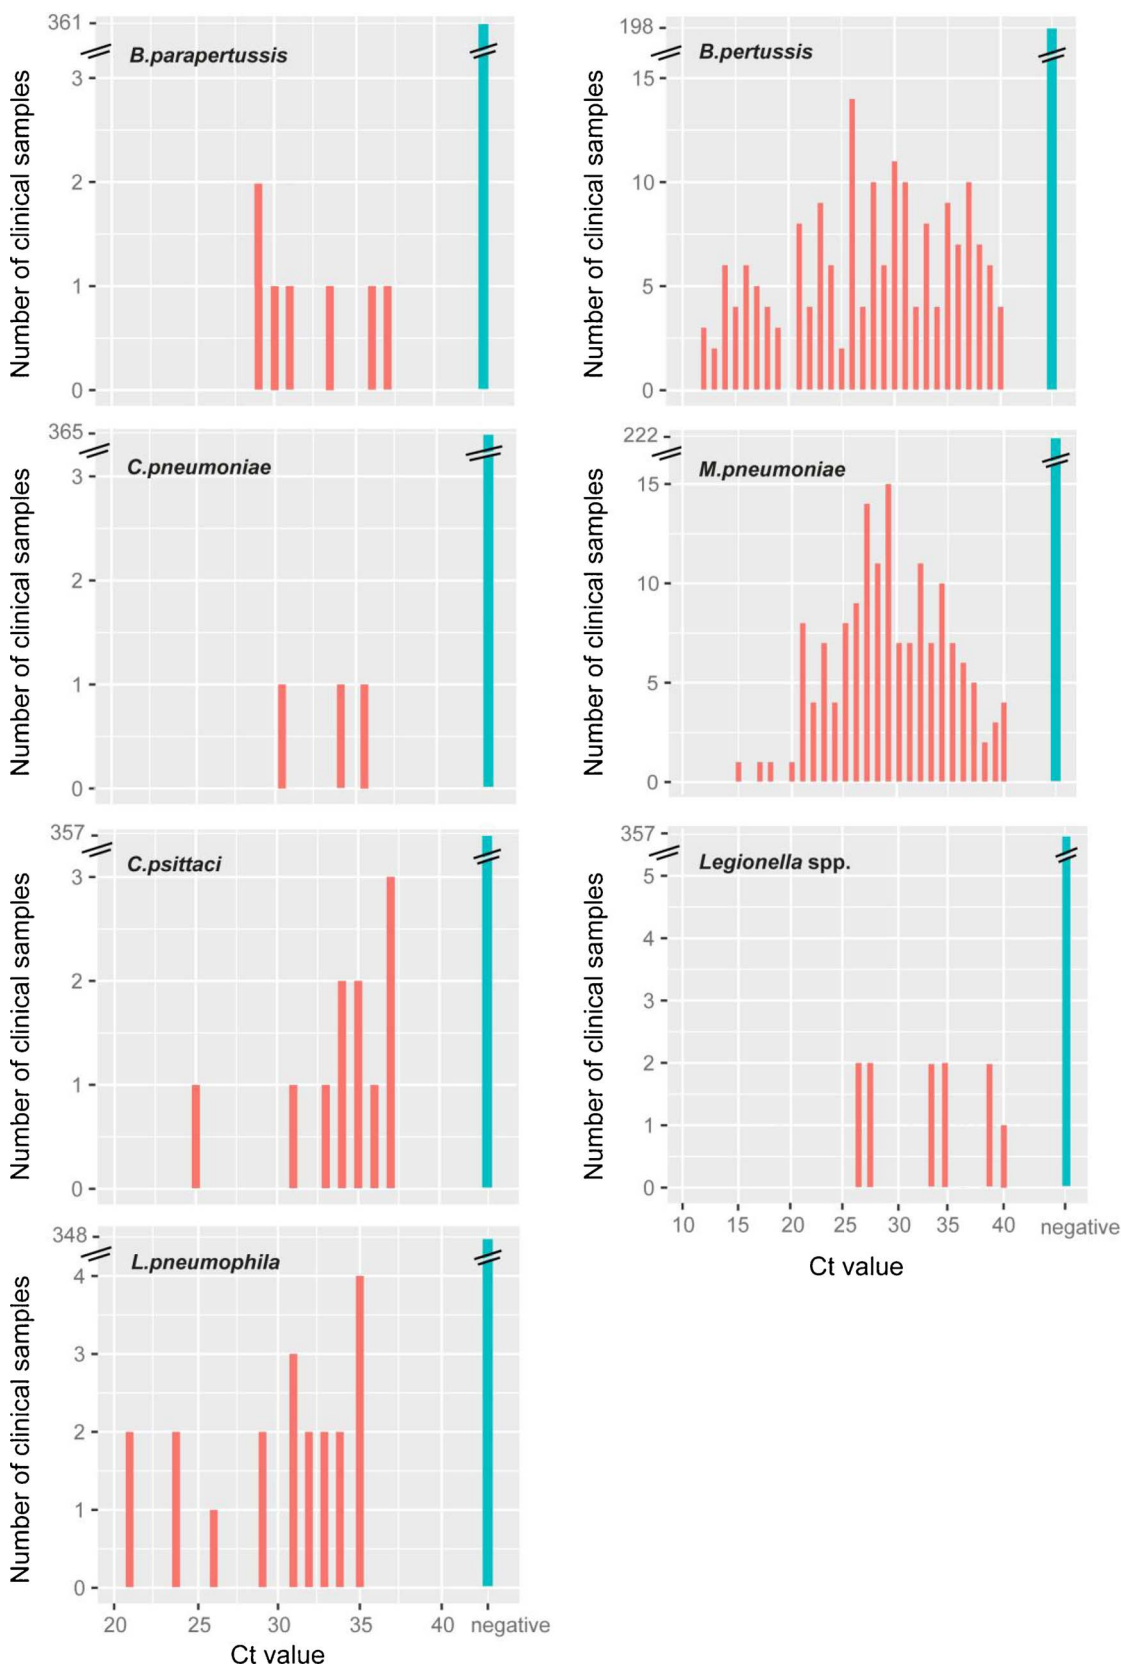 361
B.parapertussis
3
2
1
0
Number of clinical samples
198
B.pertussis
15
10
5
0
Number of clinical samples
365
C.pneumoniae
3
2
1
0
Number of clinical samples
222
M.pneumoniae
15
10
5
0
Number of clinical samples
357
C.psittaci
3
2
1
0
Number of clinical samples
357
Legionella spp.
5
4
3
2
1
0
Number of clinical samples
10 15 20 25 30 35 40 negative
Ct value
348
L.pneumophila
4
3
2
1
0
Number of clinical samples
20 25 30 35 40 negative
Ct value